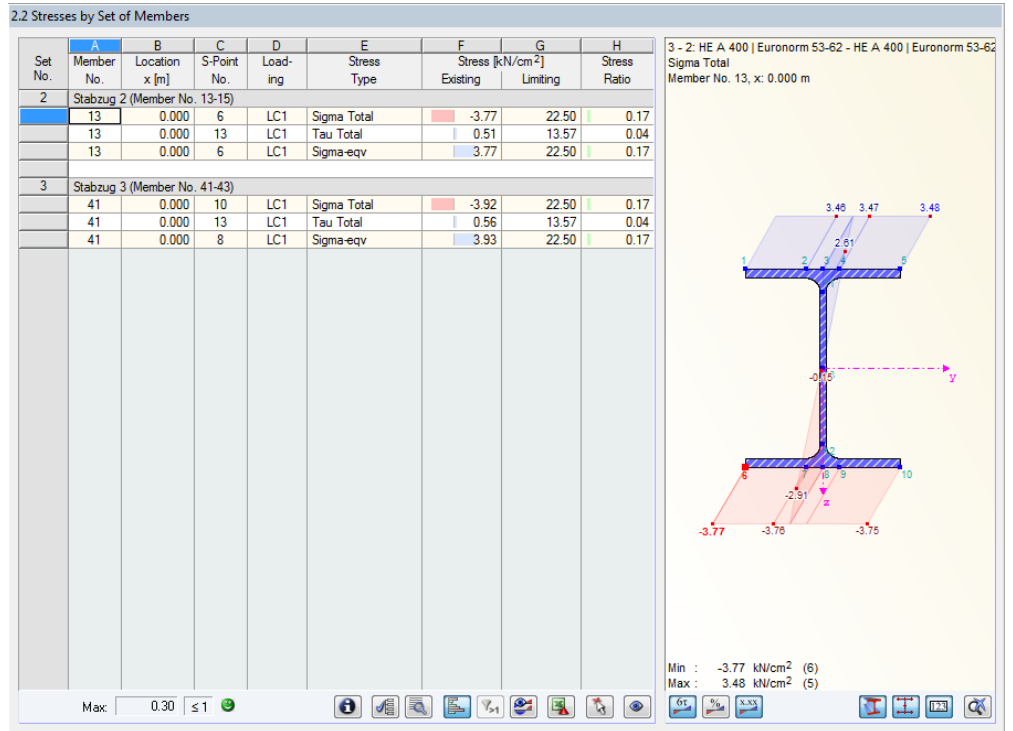 2.2 Stresses by Set of Members
A B C D E F G H
Set Member Location S-Point Load- Stress Stress [kN/cm2] Stress
No. No. x [m] No. ing Type Existing Limiting Ratio
2 Stabzug 2 (Member No. 13-15)
13 0.000 6 LC1 Sigma Total -3.77 22.50 0.17
13 0.000 13 LC1 Tau Total 0.51 13.57 0.04
13 0.000 6 LC1 Sigma-eqv 3.77 22.50 0.17
3 Stabzug 3 (Member No. 41-43)
41 0.000 10 LC1 Sigma Total -3.92 22.50 0.17
41 0.000 13 LC1 Tau Total 0.56 13.57 0.04
41 0.000 8 LC1 Sigma-eqv 3.93 22.50 0.17
Max: 0.30 ≤ 1
3 - 2: HE A 400 | Euronorm 53-62 - HE A 400 | Euronorm 53-62
Sigma Total
Member No. 13, x: 0.000 m
3.46 3.47 3.48
2.61
1 2 3 4 5
y
6 7 8 9 10
-2.91
z
-3.77 -3.76 -3.75
Min : -3.77 kN/cm2 (6)
Max : 3.48 kN/cm2 (5)
στ % x.xx
123